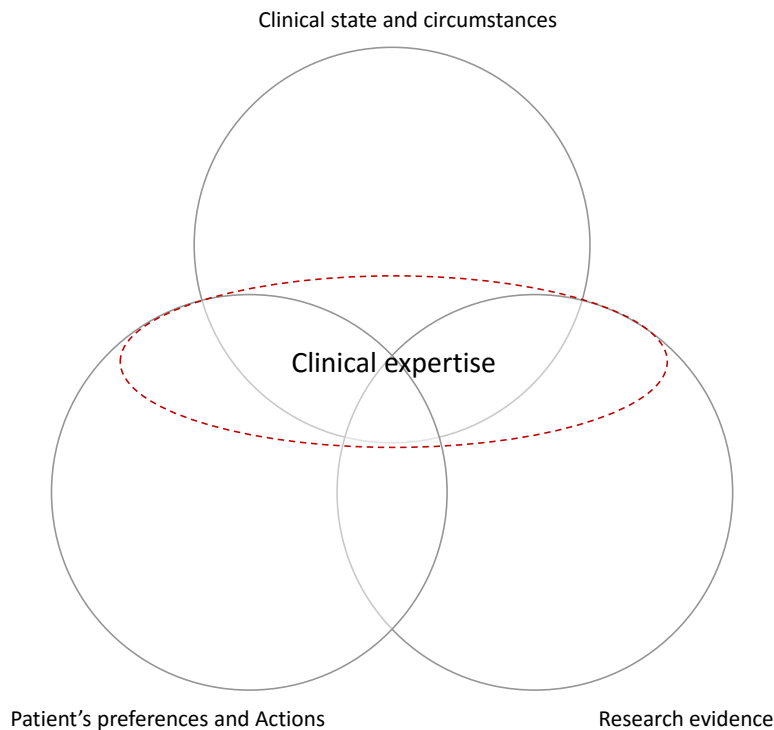 Clinical state and circumstances
Clinical expertise
Patient’s preferences and Actions
Research evidence